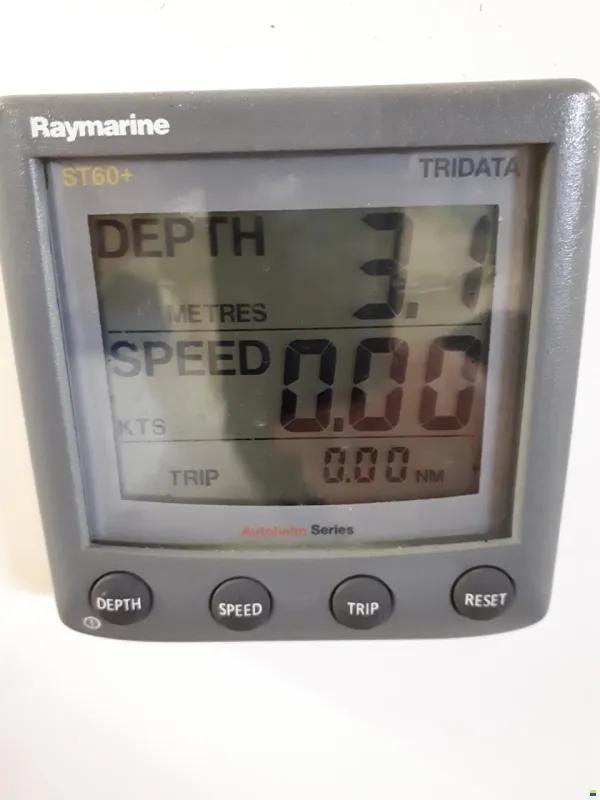 Raymarine
ST60+ TRIDATA
DEPTH 3.1
METRES
SPEED 0.00
KTS
TRIP 0.00 NM
Autohelm Series
DEPTH SPEED TRIP RESET